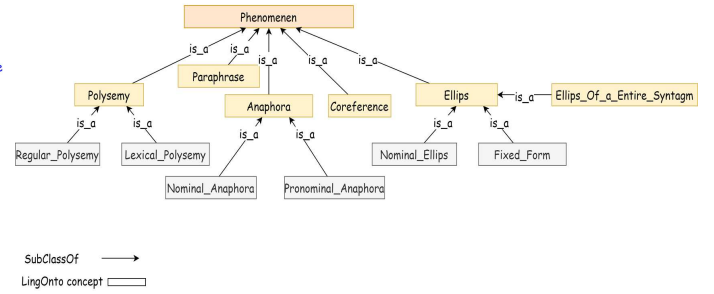 Phenomenen
is_a is_a is_a is_a is_a
e
Paraphrase
Polysemy Anaphora Coreference Ellips is_a Ellips_Of_a_Entire_Syntagm
is_a is_a is_a is_a is_a is_a
Regular_Polysemy Lexical_Polysemy Nominal_Ellips Fixed_Form
Nominal_Anaphora Pronominal_Anaphora
SubClassOf
LingOnto concept